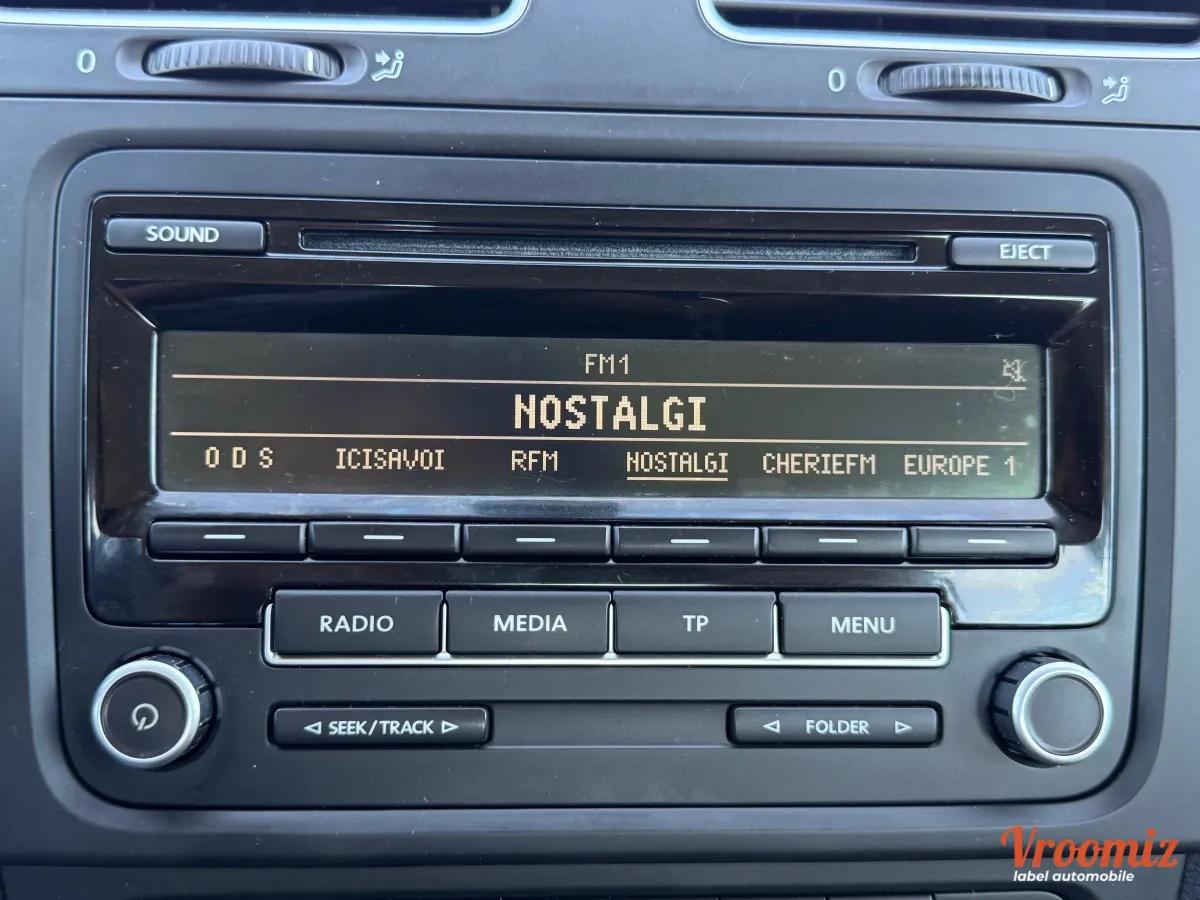 0 0
SOUND EJECT
FM1
NOSTALGI
O D S ICISAVOI RFM NOSTALGI CHERIEFM EUROPE 1
RADIO MEDIA TP MENU
SEEK/TRACK FOLDER
Vroomiz
label automobile